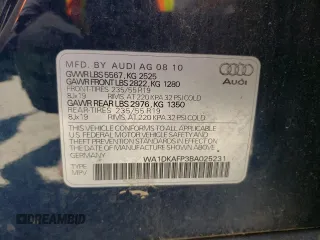 MFD. BY AUDI AG 08 10
GVWR LBS 5567, KG 2525
GAWR FRONT LBS 2822, KG 1280
FRONT-TIRES 235/55 R19
8Jx19 RIMS, AT 220 KPA 32 PSI COLD
GAWR REAR LBS 2976, KG 1350
REAR-TIRES 235/55 R19
8Jx19 RIMS, AT 220 KPA 32 PSI COLD
THIS VEHICLE CONFORMS TO ALL
APPLICABLE FEDERAL MOTOR VEHICLE
SAFETY AND THEFT PREVENTION
STANDARDS IN EFFECT ON THE DATE OF
MANUFACTURE SHOWN ABOVE
GERMANY WA1DKAFP3BA025231
TYPE
MPV
Audi
DREAMBID